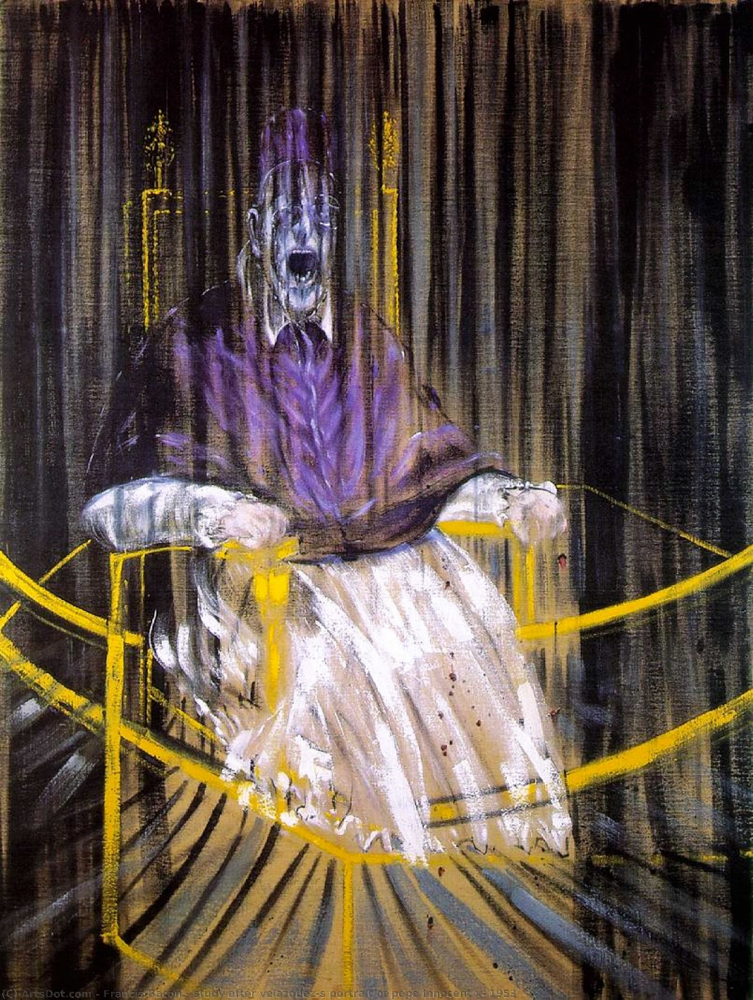 (C) ArtsDot.com - Francis Bacon - study after velazquez-s portrait of pope innocent x- 1953